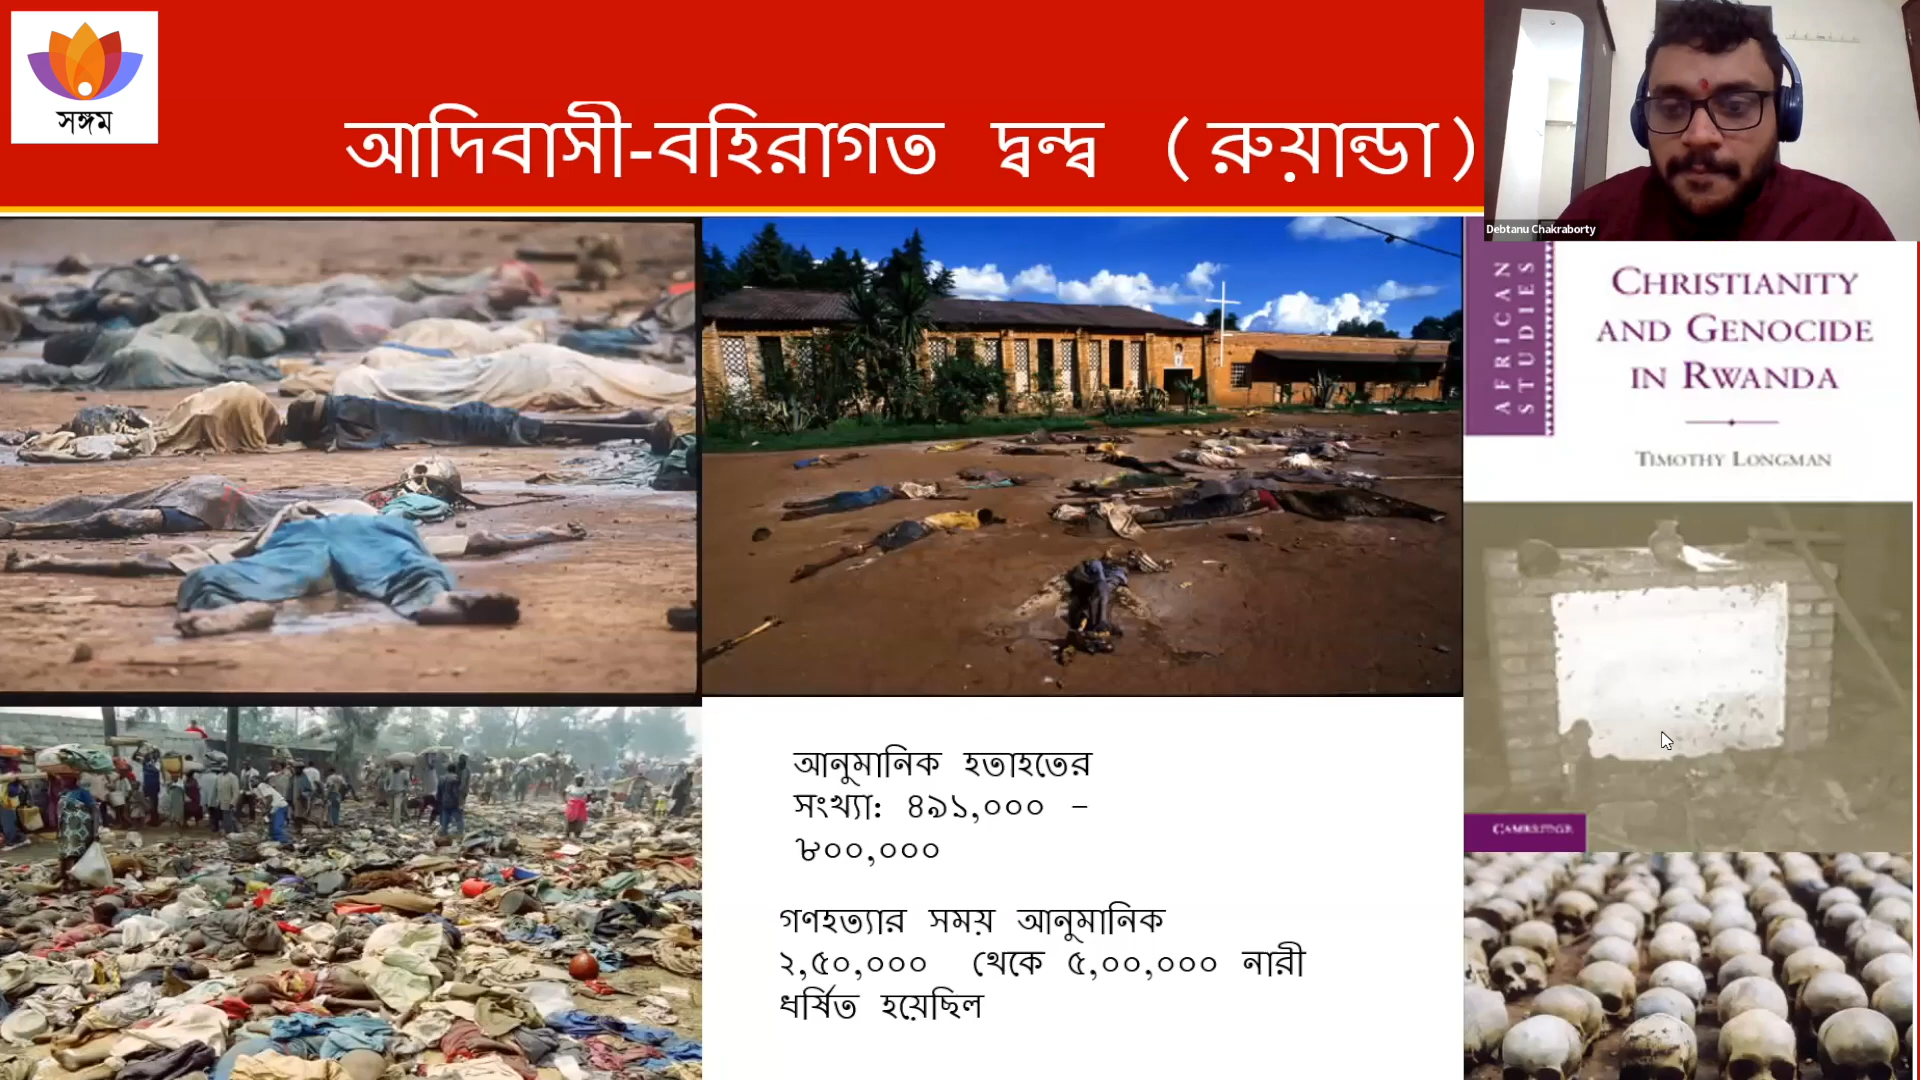 সঙ্গম
আদিবাসী-বহিরাগত দ্বন্দ্ব (রুয়ান্ডা)
Debtanu Chakraborty
AFRICAN
STUDIES
CHRISTIANITY
AND GENOCIDE
IN RWANDA
TIMOTHY LONGMAN
CAMBRIDGE
আনুমানিক হতাহতের
সংখ্যা: ৪৯১,০০০ –
৮০০,০০০
গণহত্যার সময় আনুমানিক
২,৫০,০০০ থেকে ৫,০০,০০০ নারী
ধর্ষিত হয়েছিল